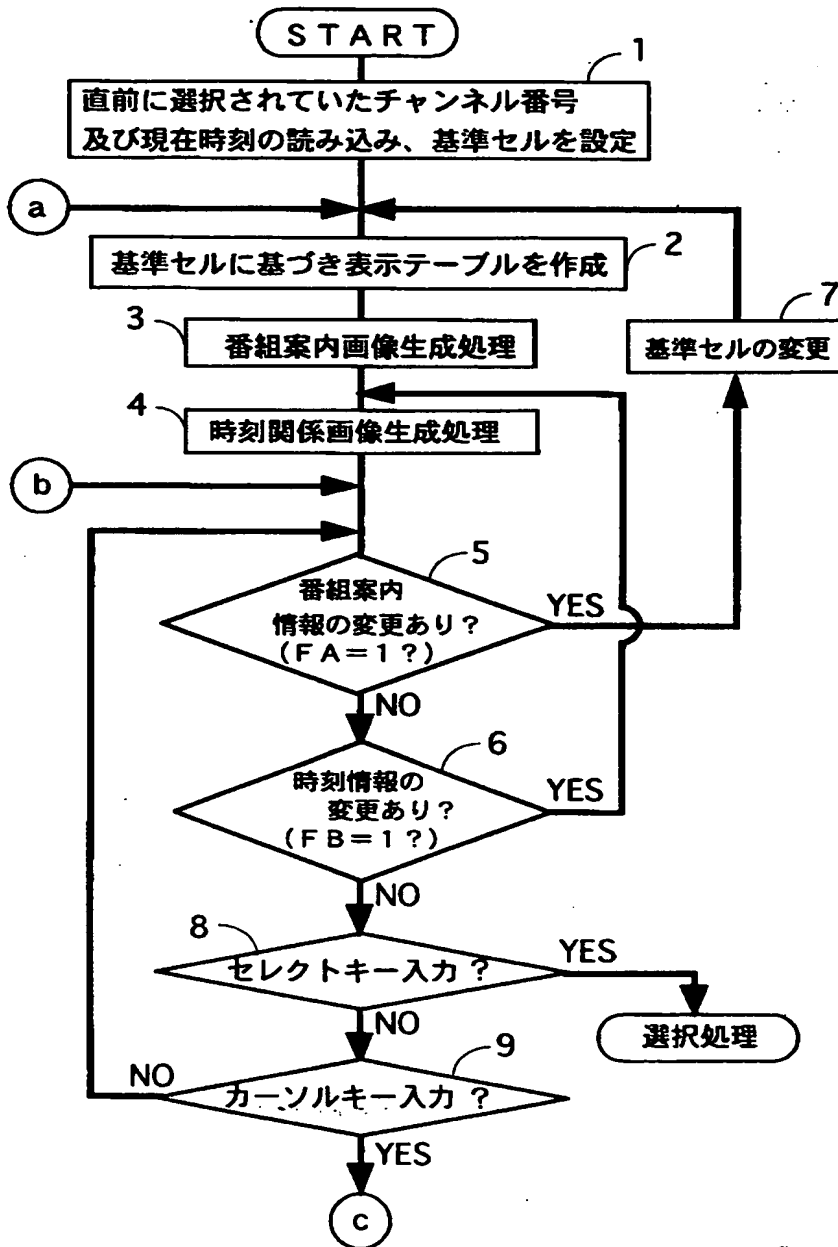 START
1
直前に選択されていたチャンネル番号
及び現在時刻の読み込み、基準セルを設定
a
2
基準セルに基づき表示テーブルを作成
3
番組案内画像生成処理
7
基準セルの変更
4
時刻関係画像生成処理
b
5
番組案内
情報の変更あり?
(FA=1?)
YES
NO
6
時刻情報の
変更あり?
(FB=1?)
YES
NO
8
セレクトキー入力?
YES
選択処理
NO
9
カーソルキー入力?
NO
YES
c